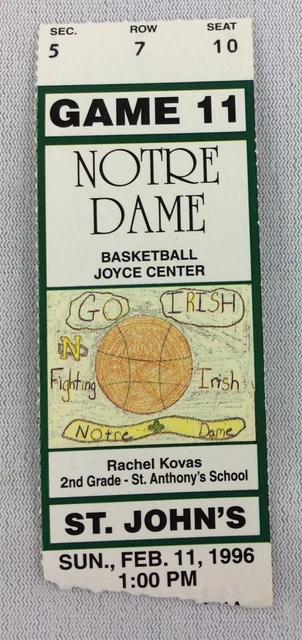 SEC. ROW SEAT
5 7 10
GAME 11
NOTRE
DAME
BASKETBALL
JOYCE CENTER
GO IRISH
N
Fighting Irish
Notre Dame
Rachel Kovas
2nd Grade - St. Anthony's School
ST. JOHN'S
SUN., FEB. 11, 1996
1:00 PM